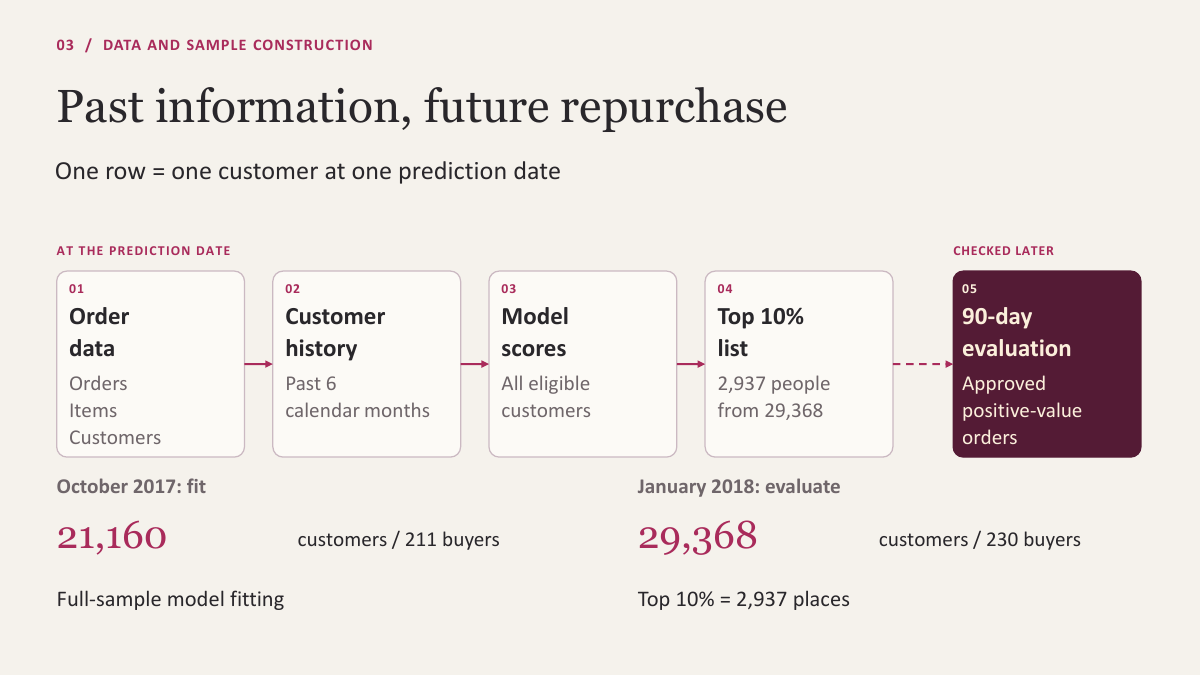 03 / DATA AND SAMPLE CONSTRUCTION
Past information, future repurchase
One row = one customer at one prediction date
AT THE PREDICTION DATE
CHECKED LATER
01
Order
data
Orders
Items
Customers
02
Customer
history
Past 6
calendar months
03
Model
scores
All eligible
customers
04
Top 10%
list
2,937 people
from 29,368
05
90-day
evaluation
Approved
positive-value
orders
October 2017: fit
21,160 customers / 211 buyers
Full-sample model fitting
January 2018: evaluate
29,368 customers / 230 buyers
Top 10% = 2,937 places